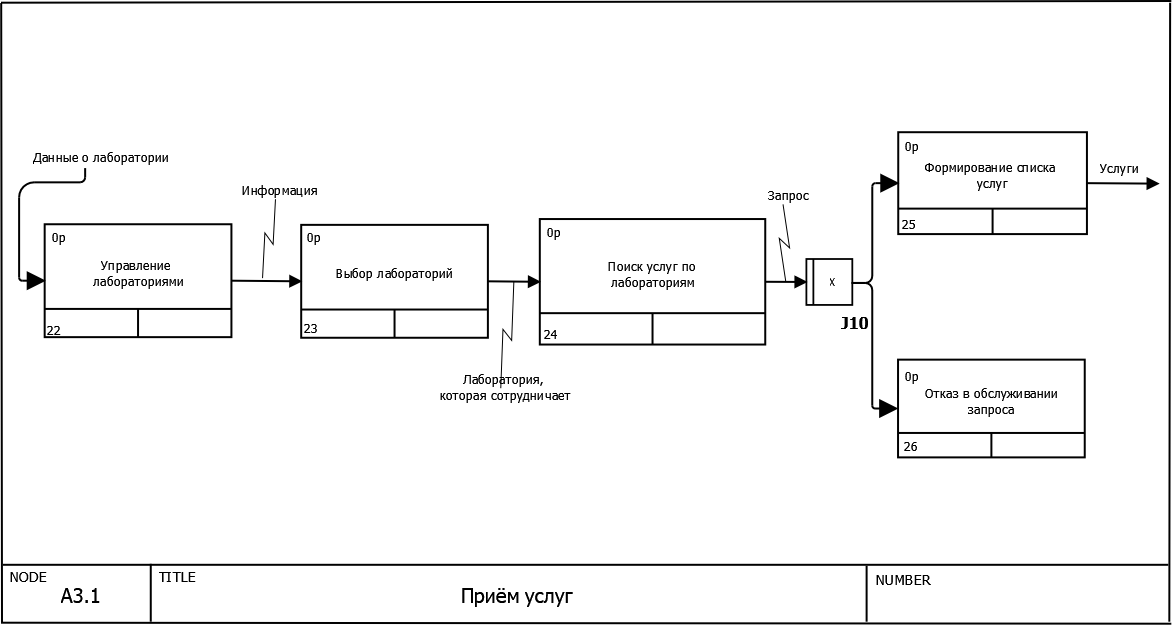 Данные о лаборатории
0р
Управление
лабораториями
22
Информация
0р
Выбор лабораторий
23
Лаборатория,
которая сотрудничает
0р
Поиск услуг по
лабораториям
24
Запрос
X
J10
0р
Формирование списка
услуг
25
Услуги
0р
Отказ в обслуживании
запроса
26
NODE
A3.1
TITLE
Приём услуг
NUMBER